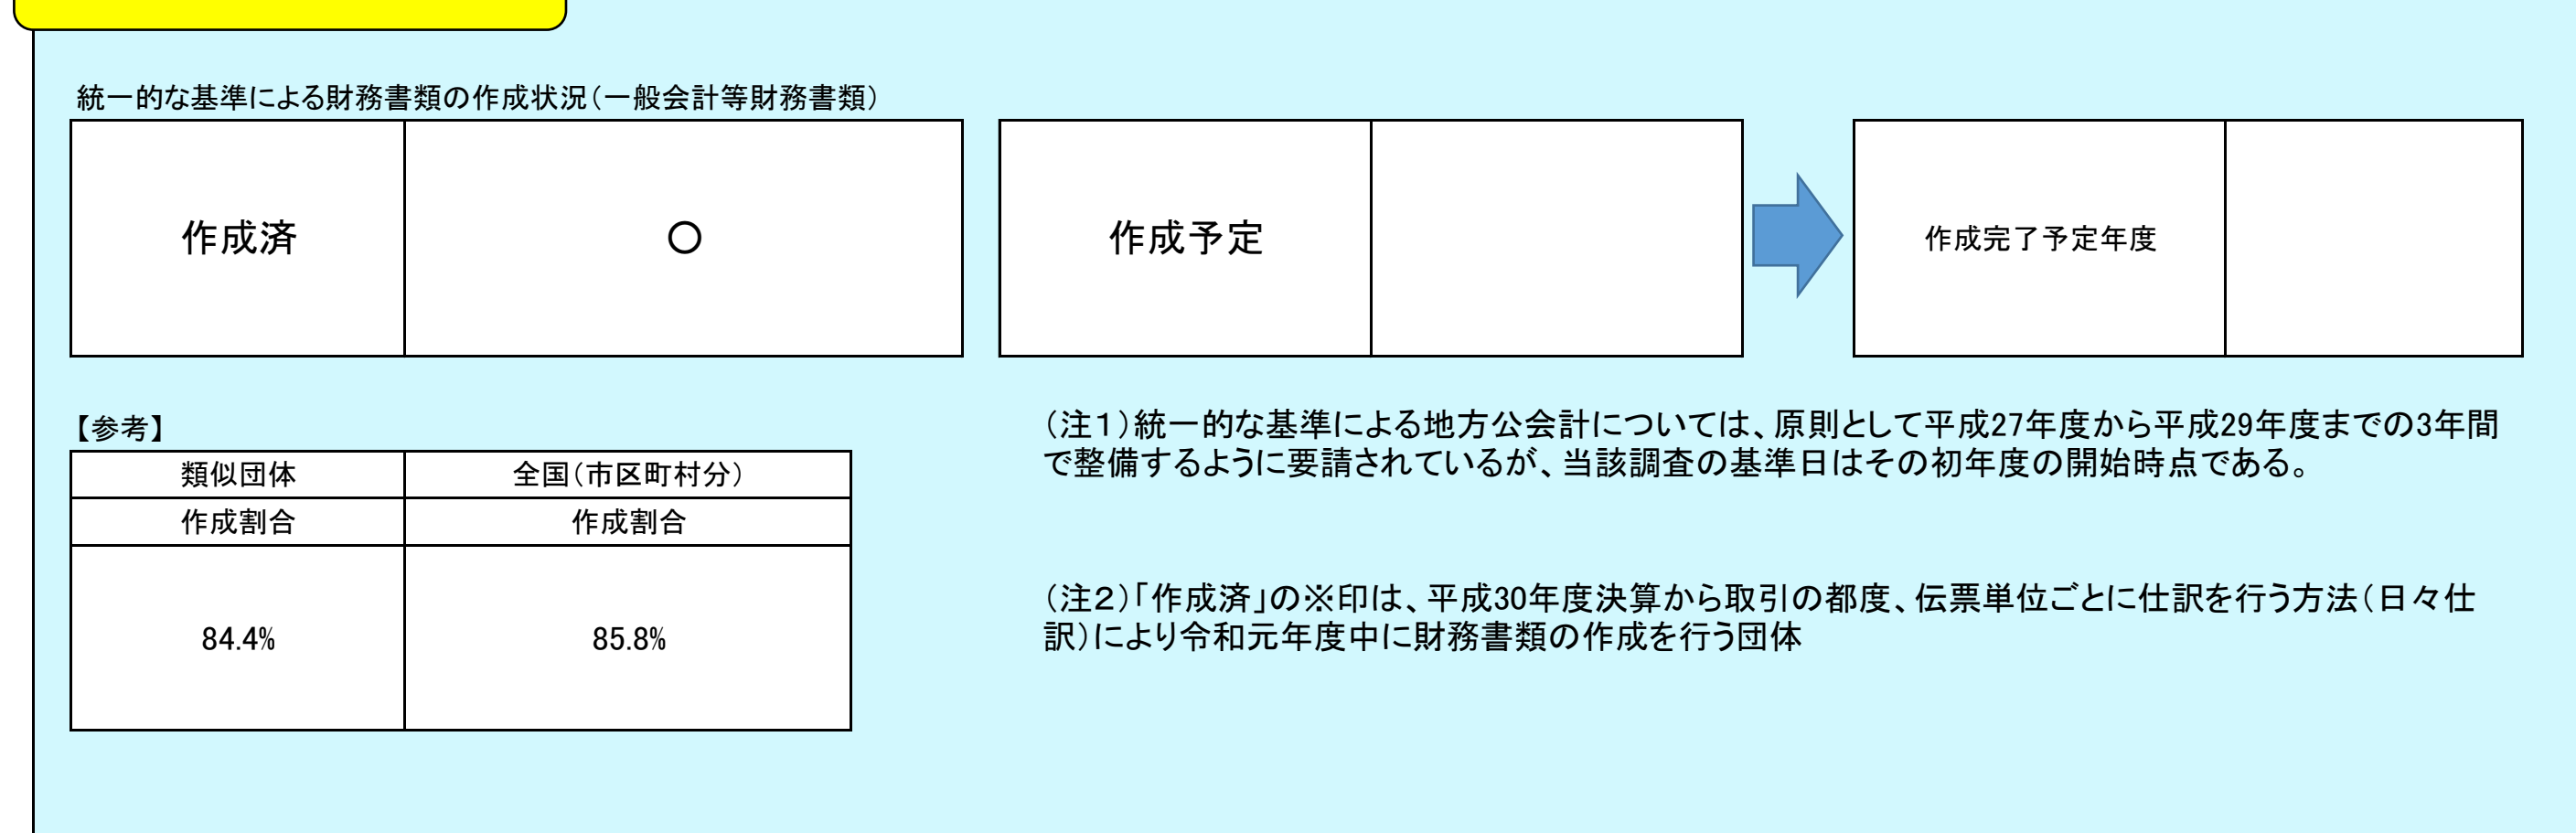 統一的な基準による財務書類の作成状況（一般会計等財務書類）
作成済
○
作成予定
作成完了予定年度
【参考】
類似団体
全国（市区町村分）
作成割合
作成割合
84.4%
85.8%
（注１）統一的な基準による地方公会計については、原則として平成27年度から平成29年度までの3年間
で整備するように要請されているが、当該調査の基準日はその初年度の開始時点である。
（注２）「作成済」の※印は、平成30年度決算から取引の都度、伝票単位ごとに仕訳を行う方法（日々仕
訳）により令和元年度中に財務書類の作成を行う団体